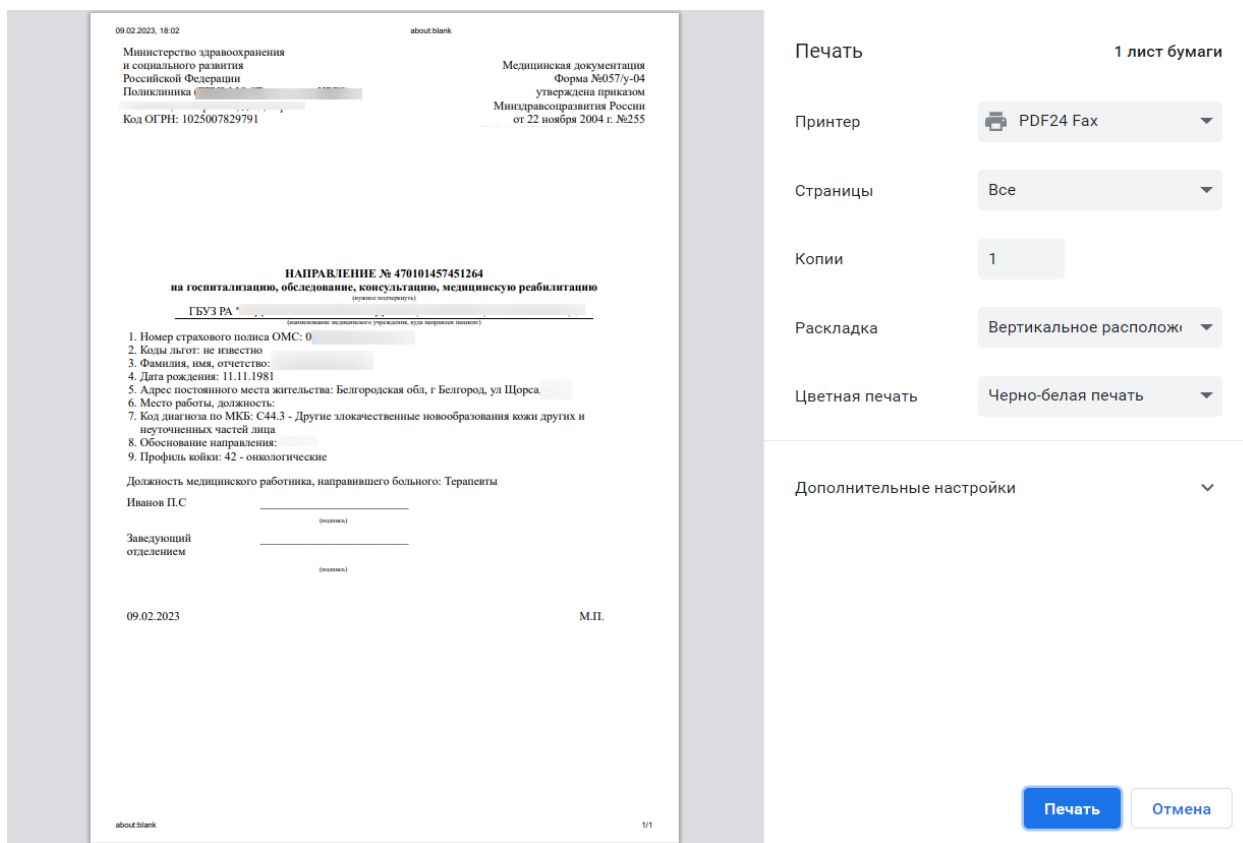 09.02.2023, 18:02
about:blank
Министерство здравоохранения
и социального развития
Российской Федерации
Поликлиника
Код ОГРН: 1025007829791
Медицинская документация
Форма №057/у-04
утверждена приказом
Минздравсоцразвития России
от 22 ноября 2004 г. №255
НАПРАВЛЕНИЕ № 470101457451264
на госпитализацию, обследование, консультацию, медицинскую реабилитацию
(нужное подчеркнуть)
ГБУЗ РА "
(наименование медицинского учреждения, куда направлен пациент)
1. Номер страхового полиса ОМС: 0
2. Коды льгот: не известно
3. Фамилия, имя, отчетство:
4. Дата рождения: 11.11.1981
5. Адрес постоянного места жительства: Белгородская обл, г Белгород, ул Щорса.
6. Место работы, должность:
7. Код диагноза по МКБ: C44.3 - Другие злокачественные новообразования кожи других и
неуточненных частей лица
8. Обоснование направления:
9. Профиль койки: 42 - онкологические
Должность медицинского работника, направившего больного: Терапевты
Иванов П.С
(подпись)
Заведующий
отделением
(подпись)
09.02.2023
М.П.
about:blank
1/1
Печать
1 лист бумаги
Принтер
PDF24 Fax
Страницы
Все
Копии
1
Раскладка
Вертикальное располож
Цветная печать
Черно-белая печать
Дополнительные настройки
Печать
Отмена